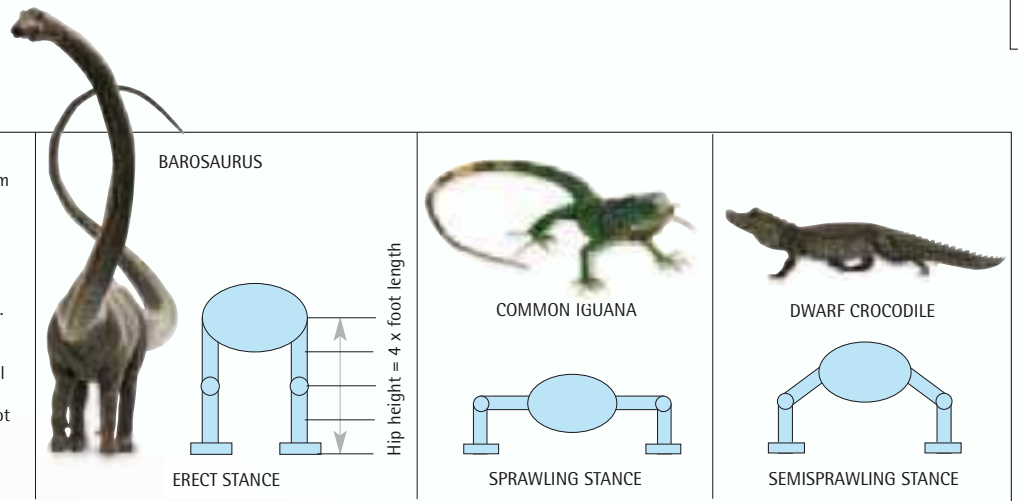 BAROSAURUS
Hip height = 4 x foot length
ERECT STANCE
COMMON IGUANA
SPRAWLING STANCE
DWARF CROCODILE
SEMISPRAWLING STANCE